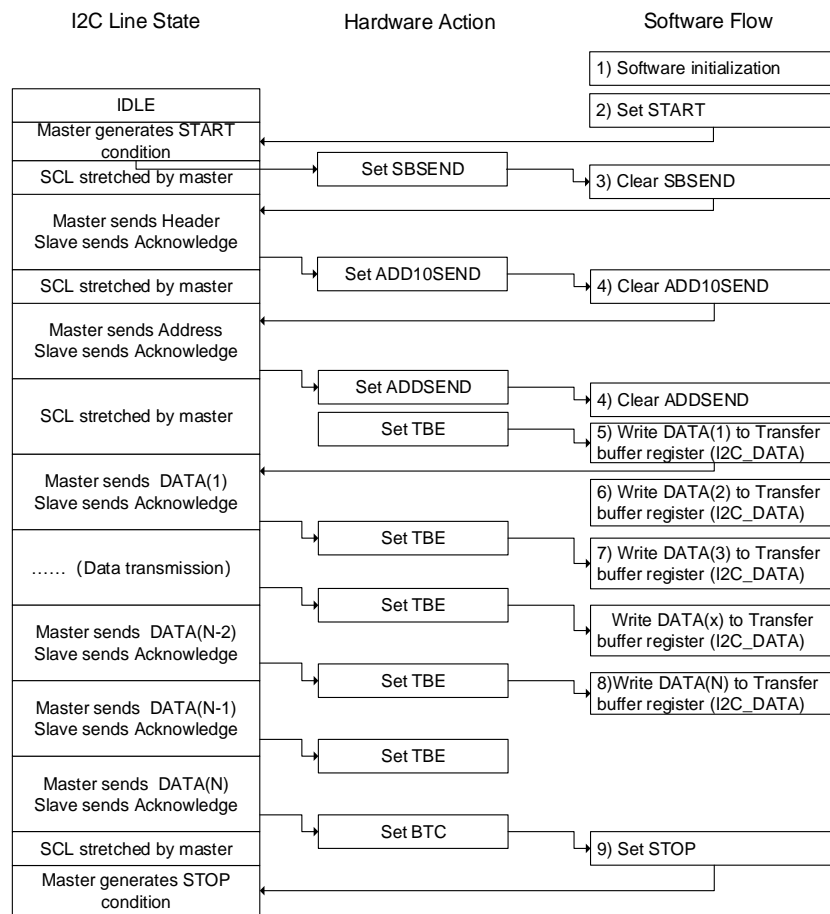 I2C Line State
Hardware Action
Software Flow
1) Software initialization
IDLE
2) Set START
Master generates START
condition
SCL stretched by master
Set SBSEND
3) Clear SBSEND
Master sends Header
Slave sends Acknowledge
Set ADD10SEND
4) Clear ADD10SEND
SCL stretched by master
Master sends Address
Slave sends Acknowledge
Set ADDSEND
4) Clear ADDSEND
SCL stretched by master
Set TBE
5) Write DATA(1) to Transfer
buffer register (I2C_DATA)
Master sends DATA(1)
Slave sends Acknowledge
6) Write DATA(2) to Transfer
buffer register (I2C_DATA)
Set TBE
7) Write DATA(3) to Transfer
buffer register (I2C_DATA)
...... (Data transmission)
Set TBE
Write DATA(x) to Transfer
buffer register (I2C_DATA)
Master sends DATA(N-2)
Slave sends Acknowledge
Set TBE
8)Write DATA(N) to Transfer
buffer register (I2C_DATA)
Master sends DATA(N-1)
Slave sends Acknowledge
Set TBE
Master sends DATA(N)
Slave sends Acknowledge
Set BTC
9) Set STOP
SCL stretched by master
Master generates STOP
condition